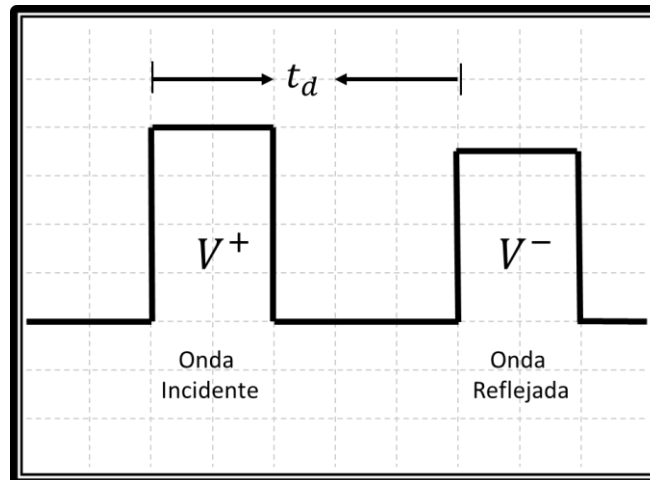 t_d
V⁺
V⁻
Onda
Incidente
Onda
Reflejada